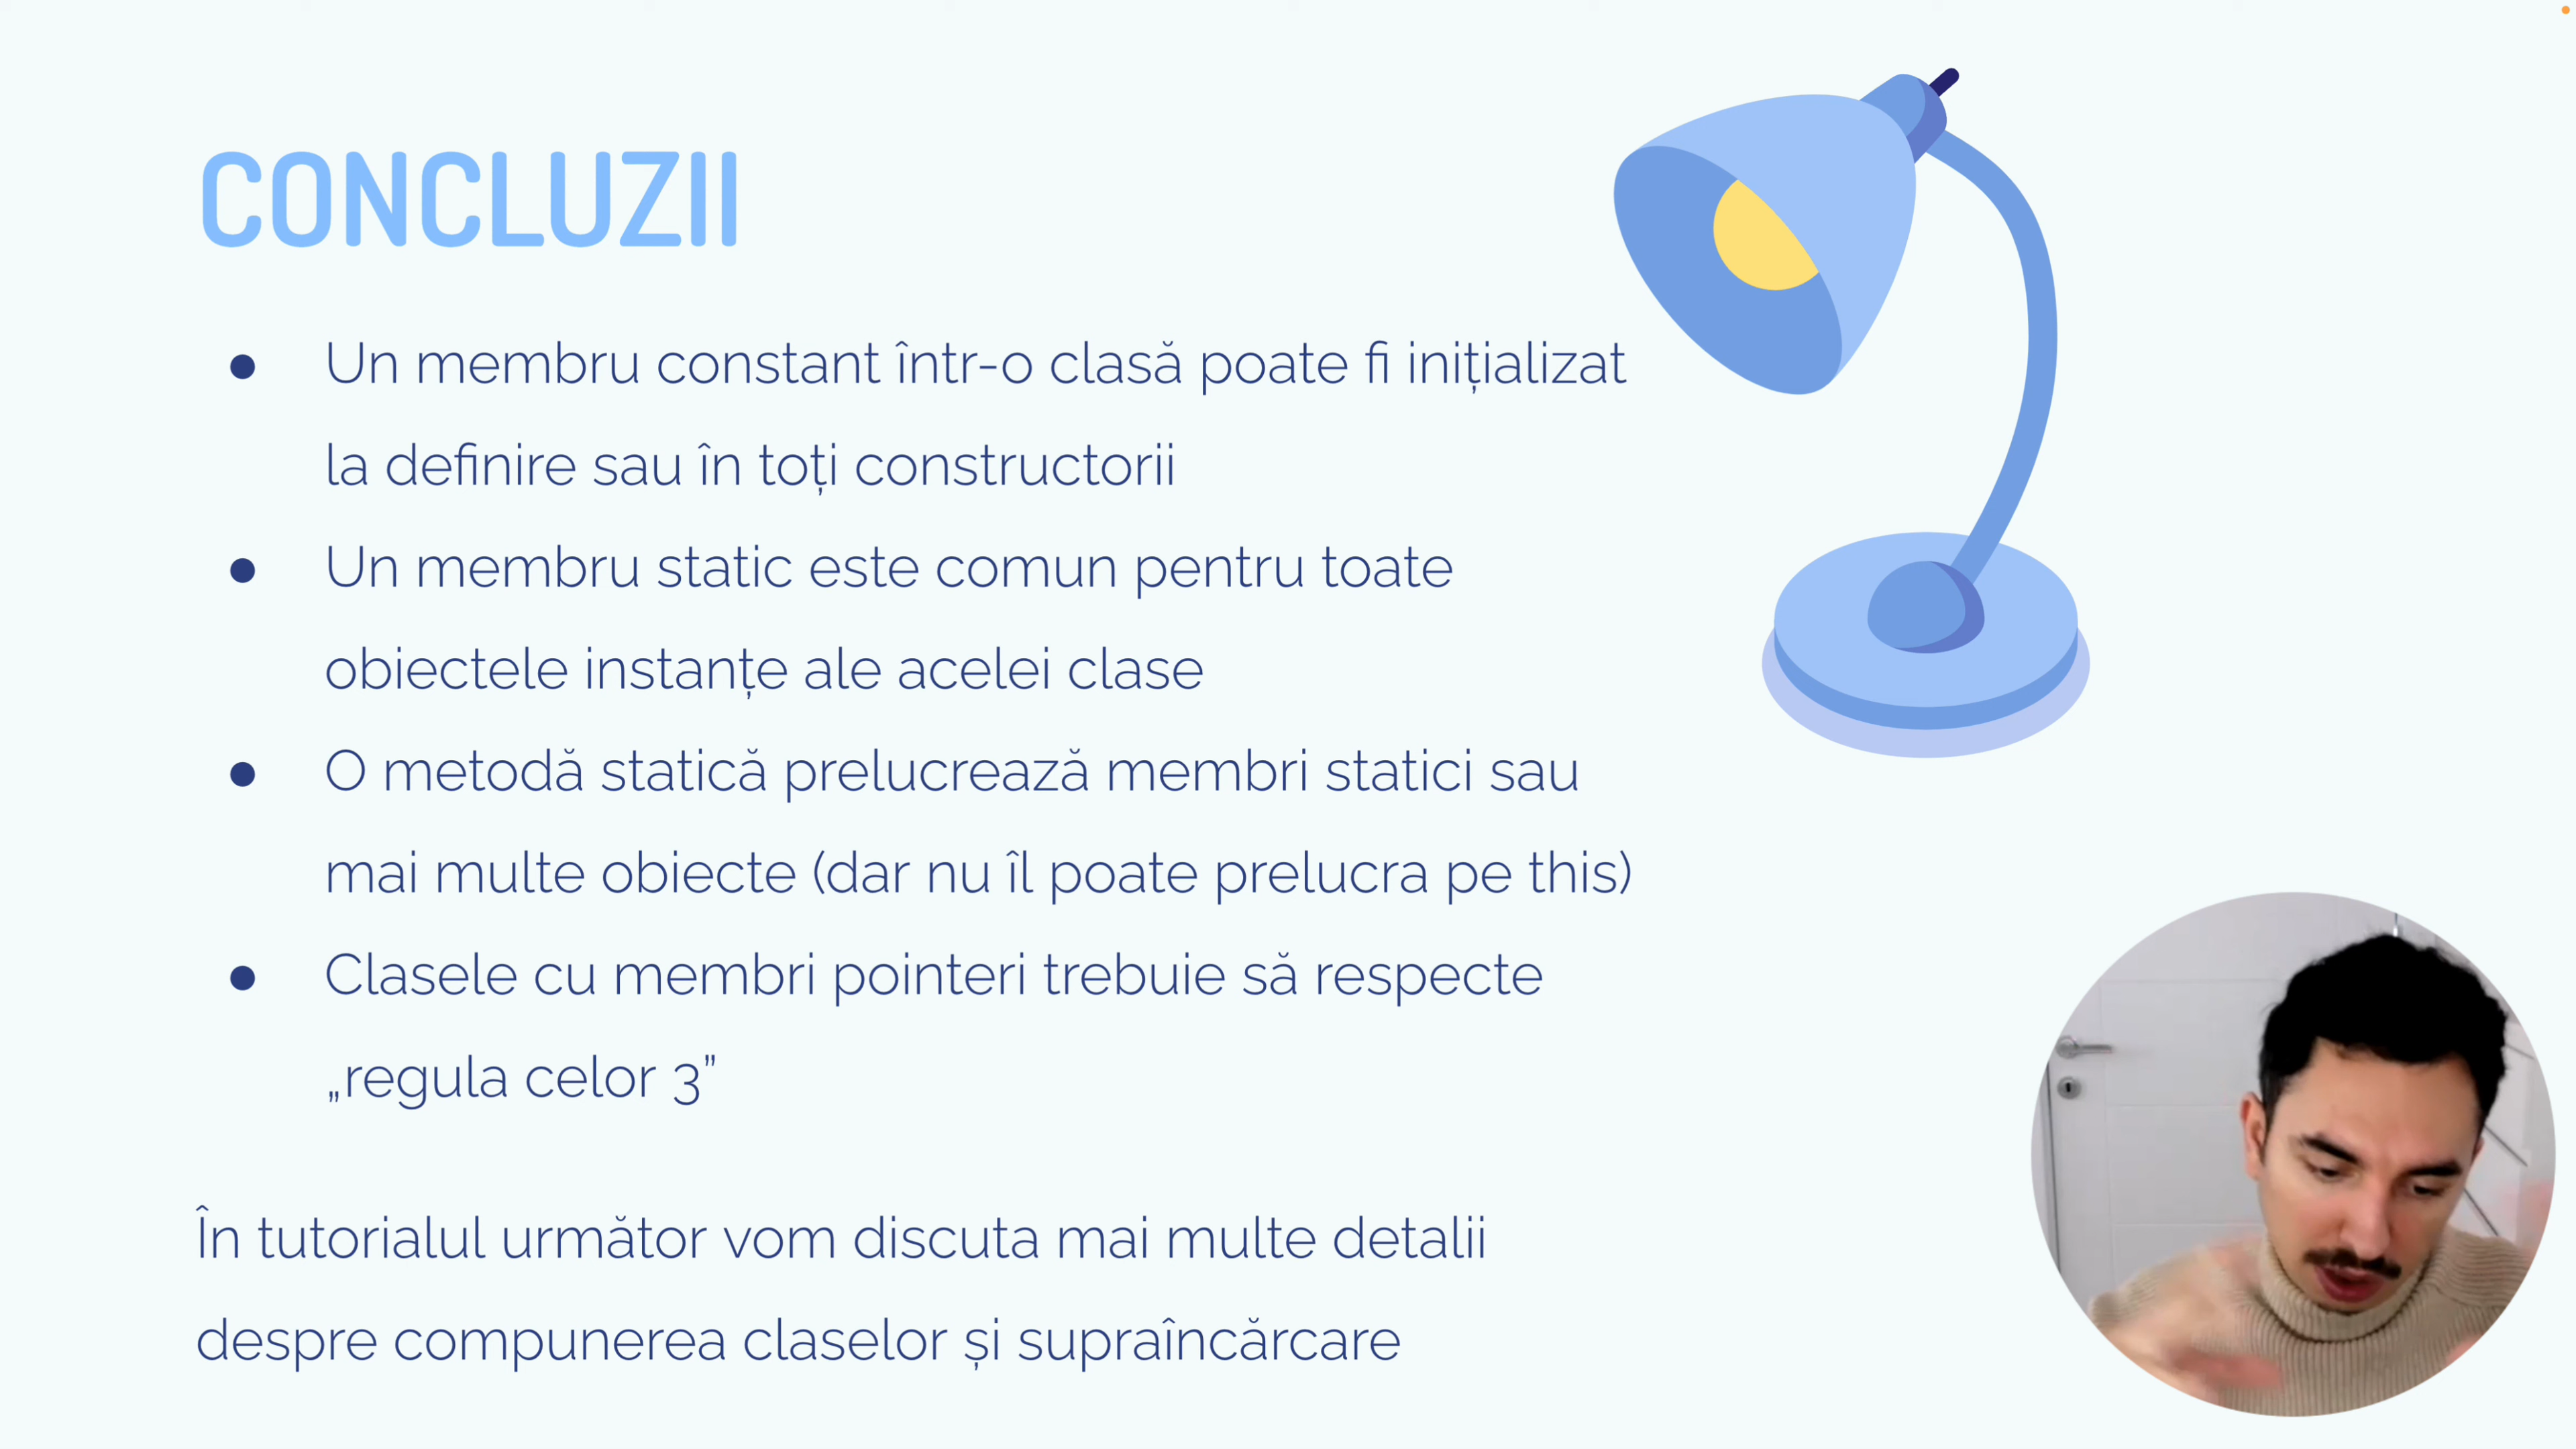 CONCLUZII
● Un membru constant într-o clasă poate fi inițializat
la definire sau în toți constructorii
● Un membru static este comun pentru toate
obiectele instanțe ale acelei clase
● O metodă statică prelucrează membri statici sau
mai multe obiecte (dar nu îl poate prelucra pe this)
● Clasele cu membri pointeri trebuie să respecte
„regula celor 3”
În tutorialul următor vom discuta mai multe detalii
despre compunerea claselor și supraîncărcare